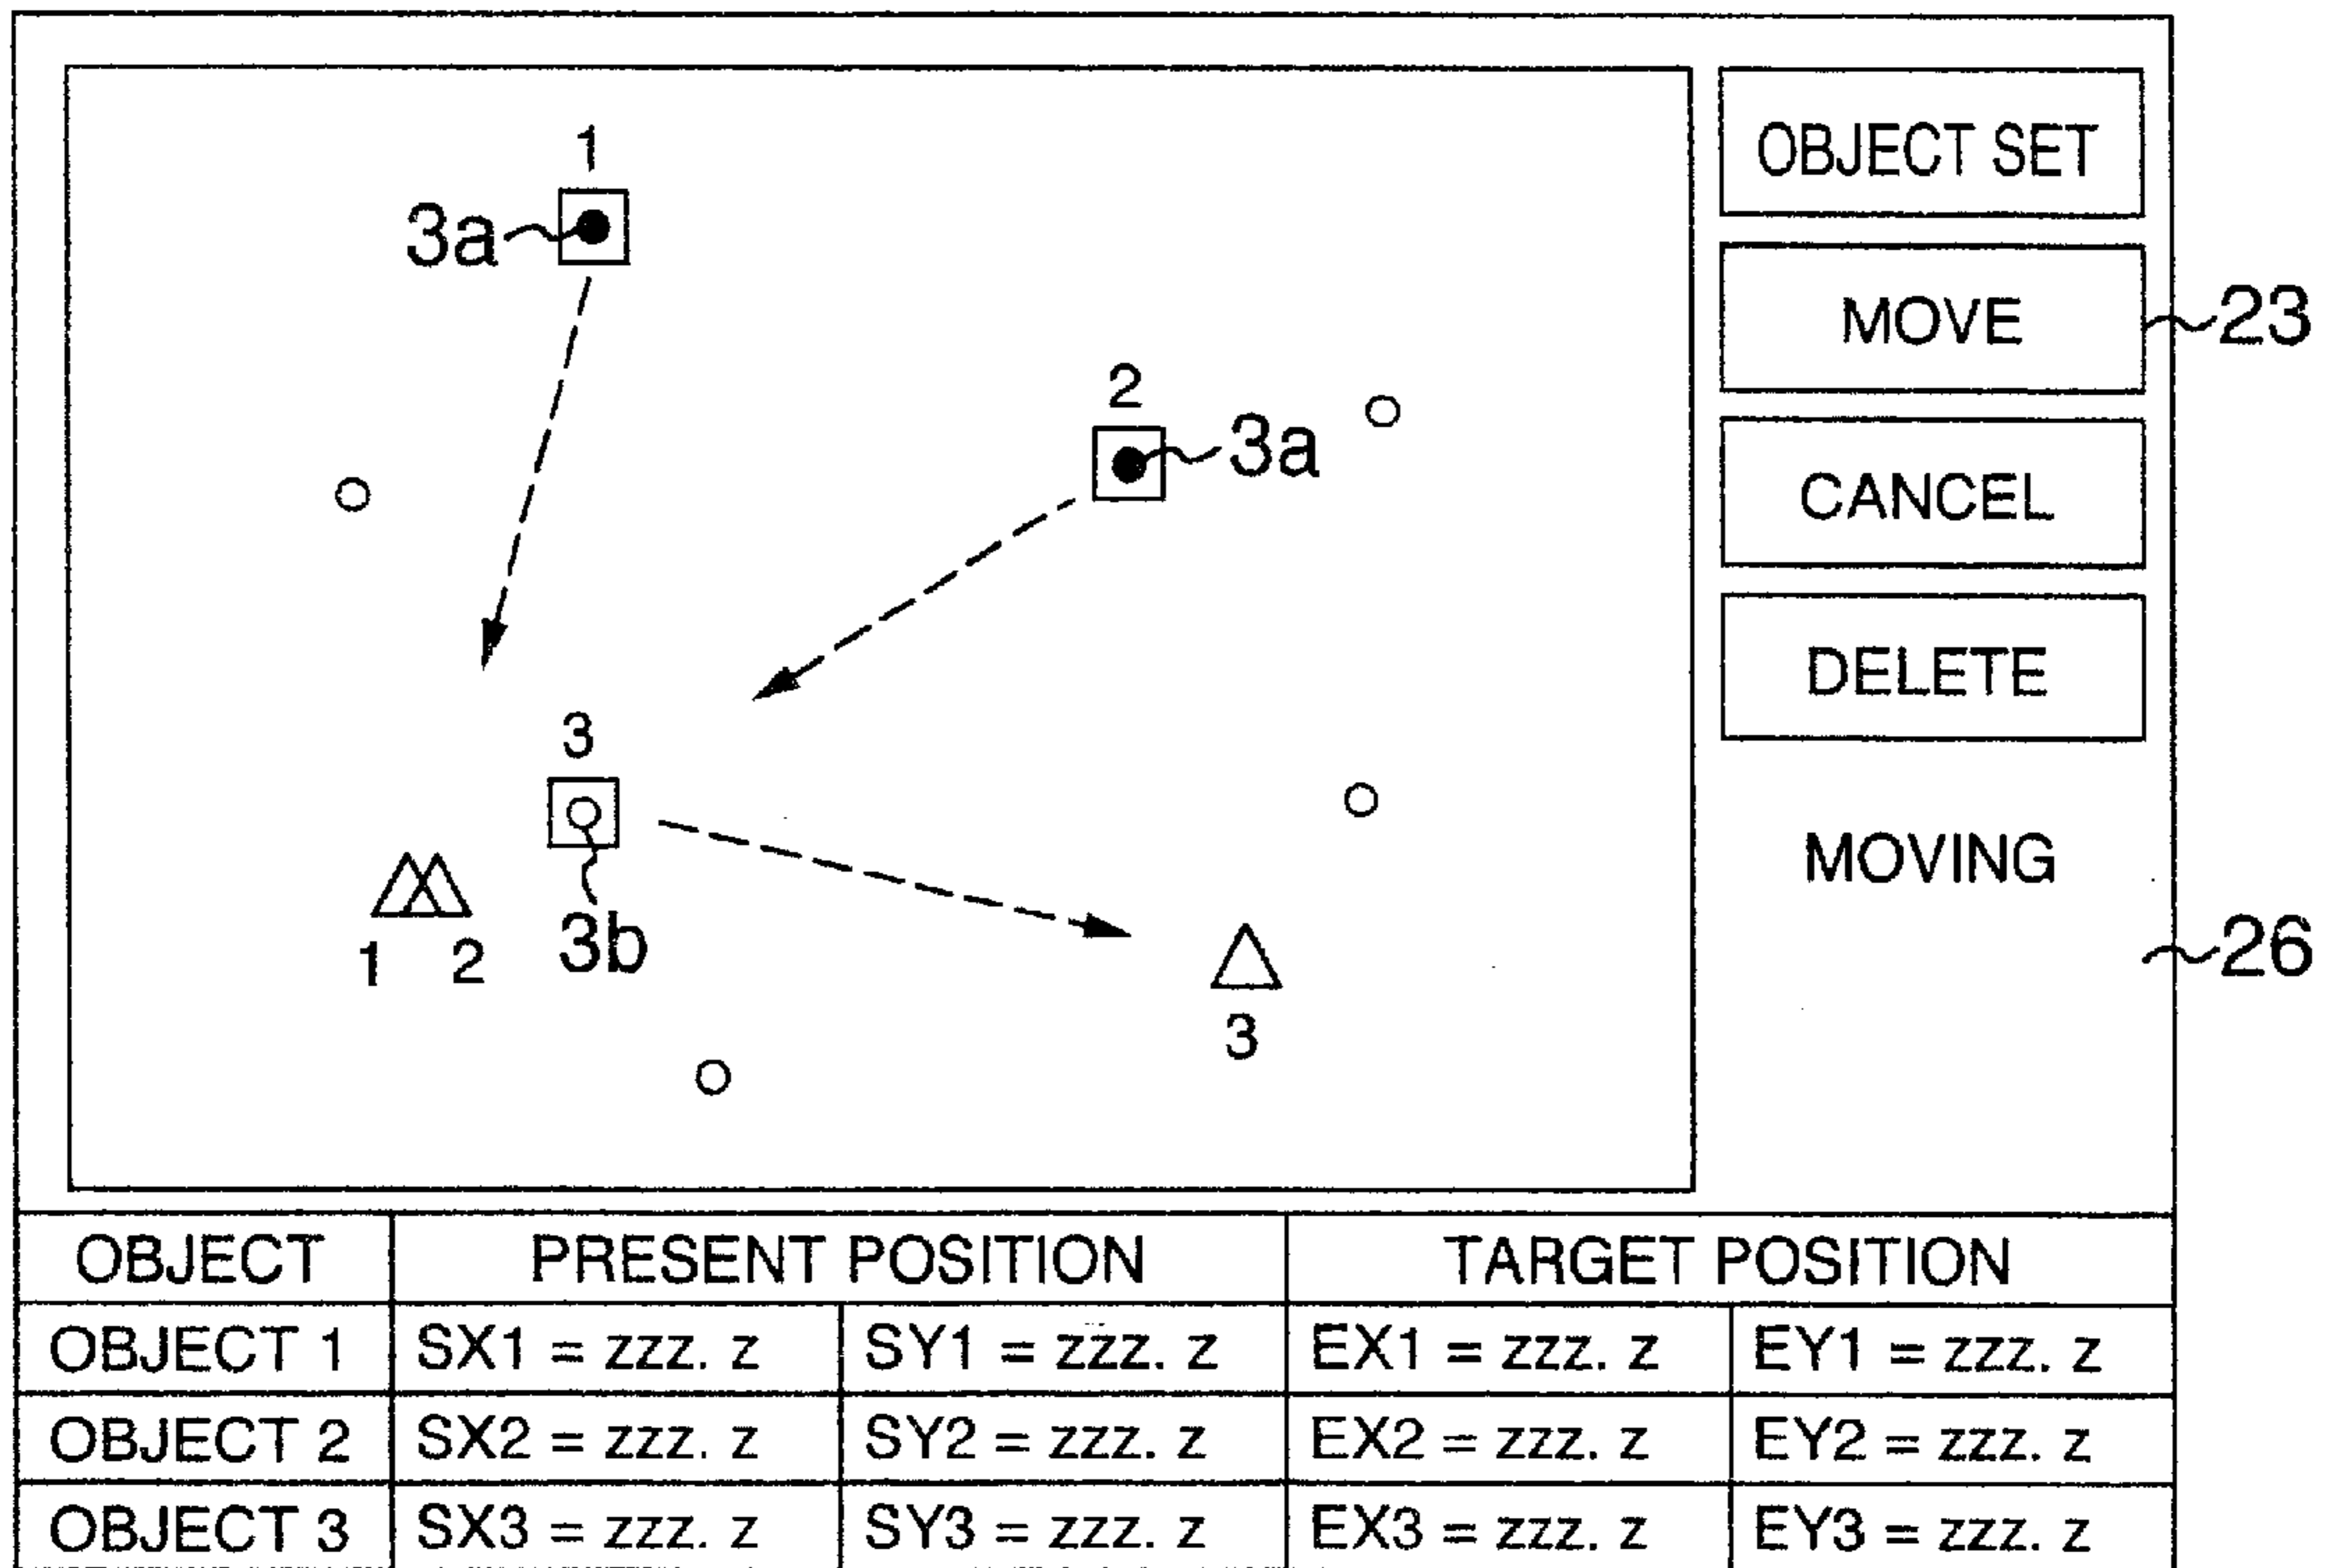 1
3a
2
3a
3
3b
1 2
3
OBJECT SET
MOVE
23
CANCEL
DELETE
MOVING
26
OBJECT PRESENT POSITION TARGET POSITION
OBJECT 1 SX1 = zzz. z SY1 = zzz. z EX1 = zzz. z EY1 = zzz. z
OBJECT 2 SX2 = zzz. z SY2 = zzz. z EX2 = zzz. z EY2 = zzz. z
OBJECT 3 SX3 = zzz. z SY3 = zzz. z EX3 = zzz. z EY3 = zzz. z